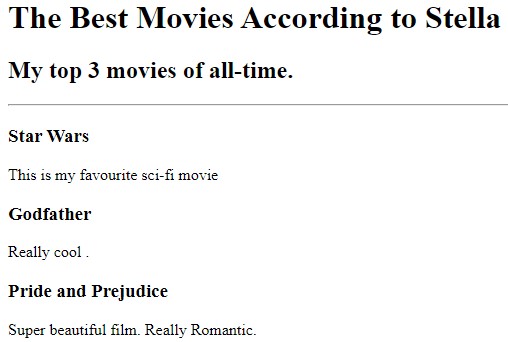 The Best Movies According to Stella
My top 3 movies of all-time.
Star Wars
This is my favourite sci-fi movie
Godfather
Really cool .
Pride and Prejudice
Super beautiful film. Really Romantic.